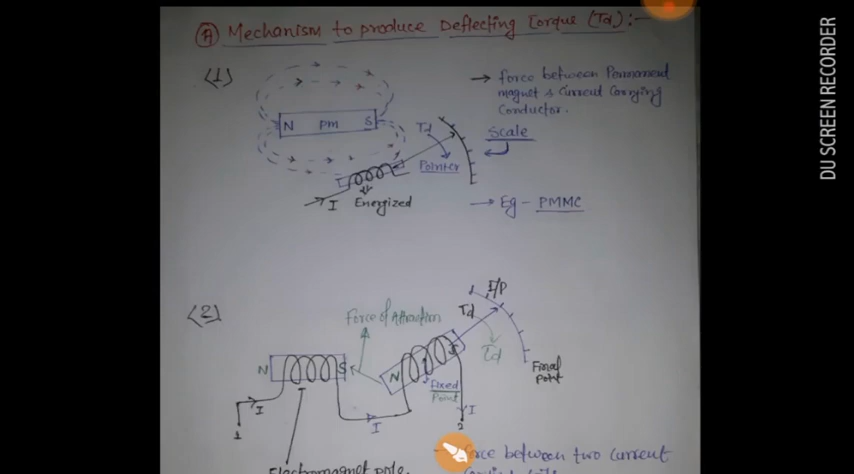 (A) Mechanism to produce Deflecting Torque (Td) :-
(1)
→ force between Permanent
magnet & Current Carrying
Conductor.
N PM S
Td
Scale
Pointer
I Energized
→ Eg - PMMC
(2)
I/P
Td
Force of Attraction
Td
N S
N S
Fixed
Point
Final
Point
I
I
I
1
2
Electromagnet pole.
force between two current
DU SCREEN RECORDER